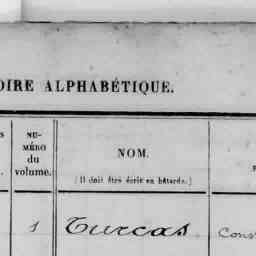 OIRE ALPHABÉTIQUE.
NU-
MÉRO
du
volume.
NOM.
(Il doit être écrit en bâtarde.)
1 Turcas Cons